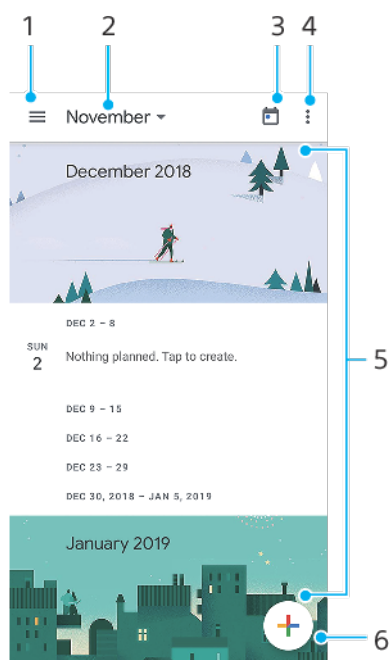 1 2 3 4
November
December 2018
DEC 2 – 8
SUN
2 Nothing planned. Tap to create.
5
DEC 9 – 15
DEC 16 – 22
DEC 23 – 29
DEC 30, 2018 – JAN 5, 2019
January 2019
6